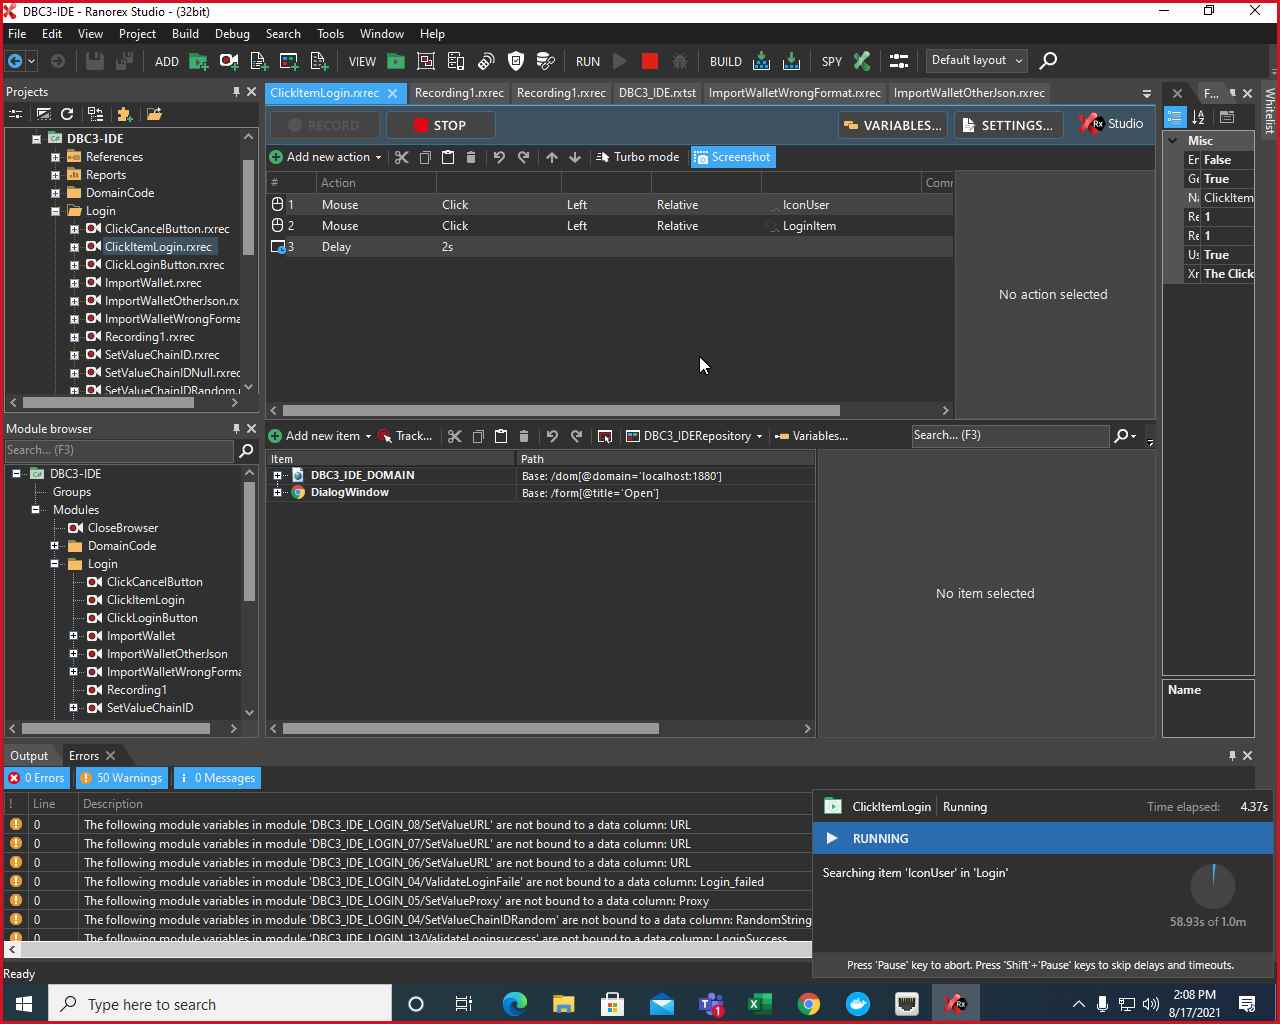 DBC3-IDE - Ranorex Studio - (32bit)
File Edit View Project Build Debug Search Tools Window Help
ADD VIEW RUN BUILD SPY Default layout
Projects
ClickItemLogin.rxrec Recording1.rxrec Recording1.rxrec DBC3_IDE.rxtst ImportWalletWrongFormat.rxrec ImportWalletOtherJson.rxrec
F...
Whitelist
RECORD STOP VARIABLES... SETTINGS... Rx Studio
Add new action Turbo mode Screenshot
# Action Comr
1 Mouse Click Left Relative IconUser
2 Mouse Click Left Relative LoginItem
3 Delay 2s
No action selected
DBC3-IDE
References
Reports
DomainCode
Login
ClickCancelButton.rxrec
ClickItemLogin.rxrec
ClickLoginButton.rxrec
ImportWallet.rxrec
ImportWalletOtherJson.rx
ImportWalletWrongForma
Recording1.rxrec
SetValueChainID.rxrec
SetValueChainIDNull.rxrec
SetValueChainIDRandom.r
Misc
Er False
Ge True
Na ClickItem
Re 1
Re 1
Us True
Xr The Click
Name
Module browser
Search... (F3)
DBC3-IDE
Groups
Modules
CloseBrowser
DomainCode
Login
ClickCancelButton
ClickItemLogin
ClickLoginButton
ImportWallet
ImportWalletOtherJson
ImportWalletWrongForma
Recording1
SetValueChainID
Add new item Track... DBC3_IDERepository Variables... Search... (F3)
Item Path
DBC3_IDE_DOMAIN Base: /dom[@domain='localhost:1880']
DialogWindow Base: /form[@title='Open']
No item selected
Output Errors
0 Errors 50 Warnings 0 Messages
! Line Description
0 The following module variables in module 'DBC3_IDE_LOGIN_08/SetValueURL' are not bound to a data column: URL
0 The following module variables in module 'DBC3_IDE_LOGIN_07/SetValueURL' are not bound to a data column: URL
0 The following module variables in module 'DBC3_IDE_LOGIN_06/SetValueURL' are not bound to a data column: URL
0 The following module variables in module 'DBC3_IDE_LOGIN_04/ValidateLoginFaile' are not bound to a data column: Login_failed
0 The following module variables in module 'DBC3_IDE_LOGIN_05/SetValueProxy' are not bound to a data column: Proxy
0 The following module variables in module 'DBC3_IDE_LOGIN_04/SetValueChainIDRandom' are not bound to a data column: RandomString
0 The following module variables in module 'DBC3_IDE_LOGIN_13/ValidateLoginsuccess' are not bound to a data column: LoginSuccess
ClickItemLogin Running Time elapsed: 4.37s
RUNNING
Searching item 'IconUser' in 'Login'
58.93s of 1.0m
Press 'Pause' key to abort. Press 'Shift'+'Pause' keys to skip delays and timeouts.
Ready
Type here to search
1
Rx
2:08 PM
8/17/2021